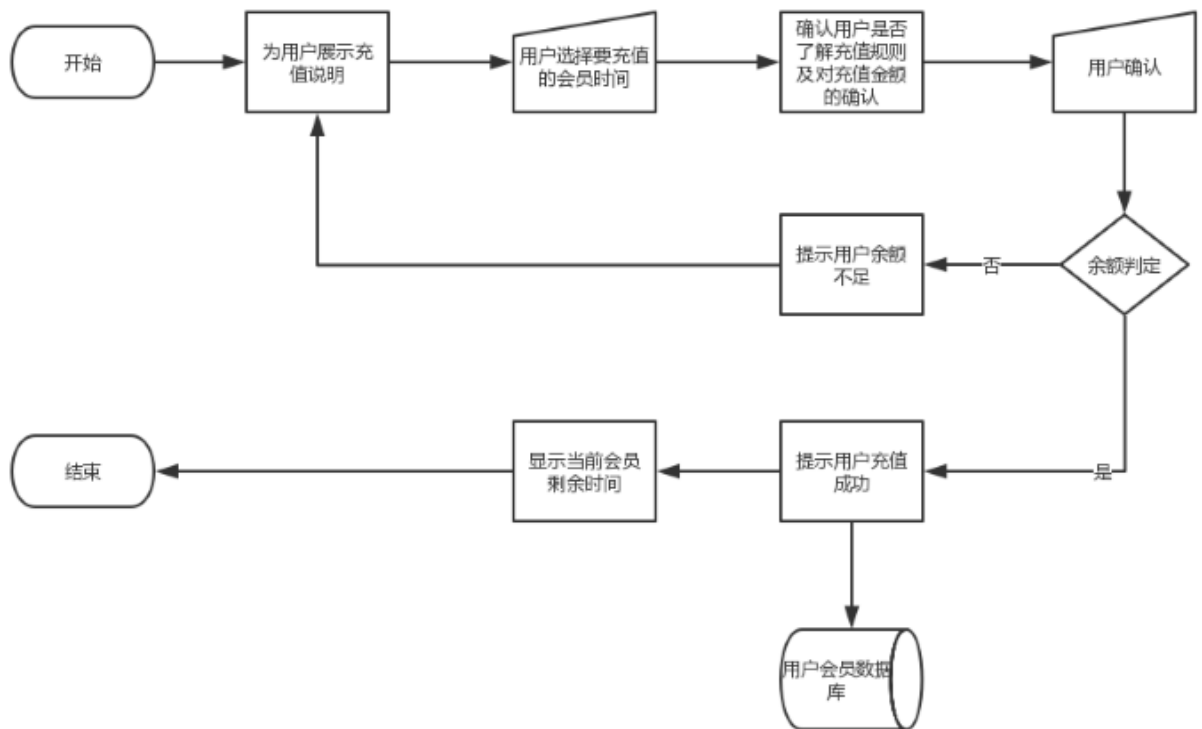 开始
为用户展示充
值说明
用户选择要充值
的会员时间
确认用户是否
了解充值规则
及对充值金额
的确认
用户确认
提示用户余额
不足
否
余额判定
结束
显示当前会员
剩余时间
提示用户充值
成功
是
用户会员数据
库